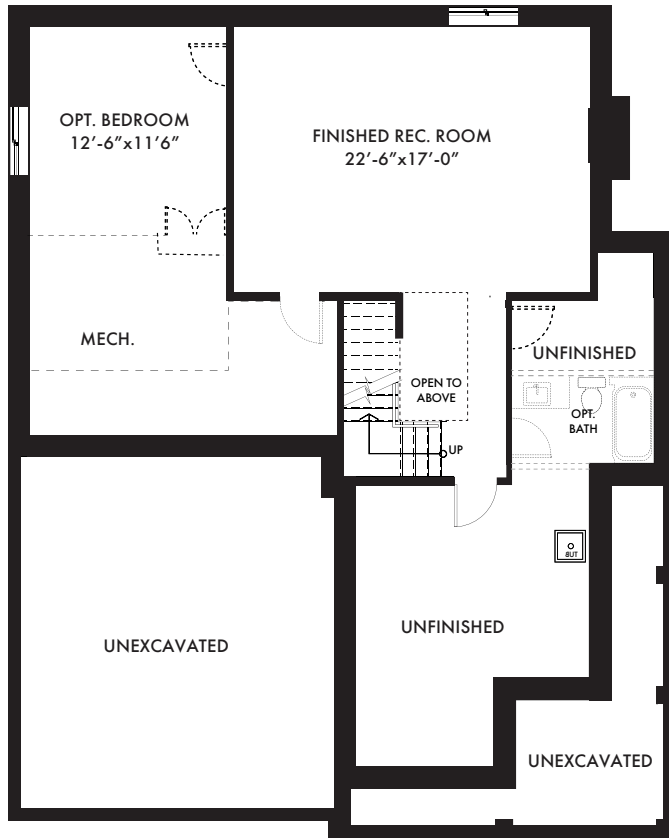 OPT. BEDROOM
12'-6"x11'6"
FINISHED REC. ROOM
22'-6"x17'-0"
MECH.
UNFINISHED
OPEN TO
ABOVE
OPT.
BATH
UP
8UT
UNFINISHED
UNEXCAVATED
UNEXCAVATED